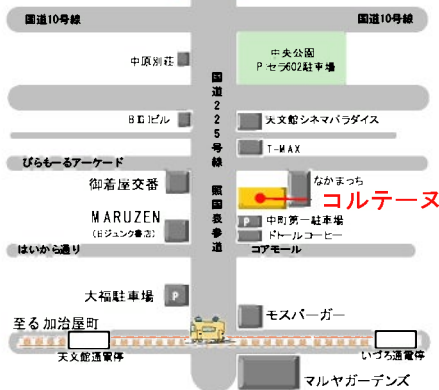 国道10号線
国道10号線
中原別荘
中央公園
Pセラ602駐車場
国道225号線 照国表参道
BIGIビル
天文館シネマパラダイス
T-MAX
ぴらもーるアーケード
御着屋交番
なかまっち
コルテーヌ
MARUZEN
(旧ジュンク書店)
P
中町第一駐車場
ドトールコーヒー
はいから通り
コアモール
大福駐車場
P
モスバーガー
至る 加治屋町
天文館通電停
いづろ通電停
マルヤガーデンズ